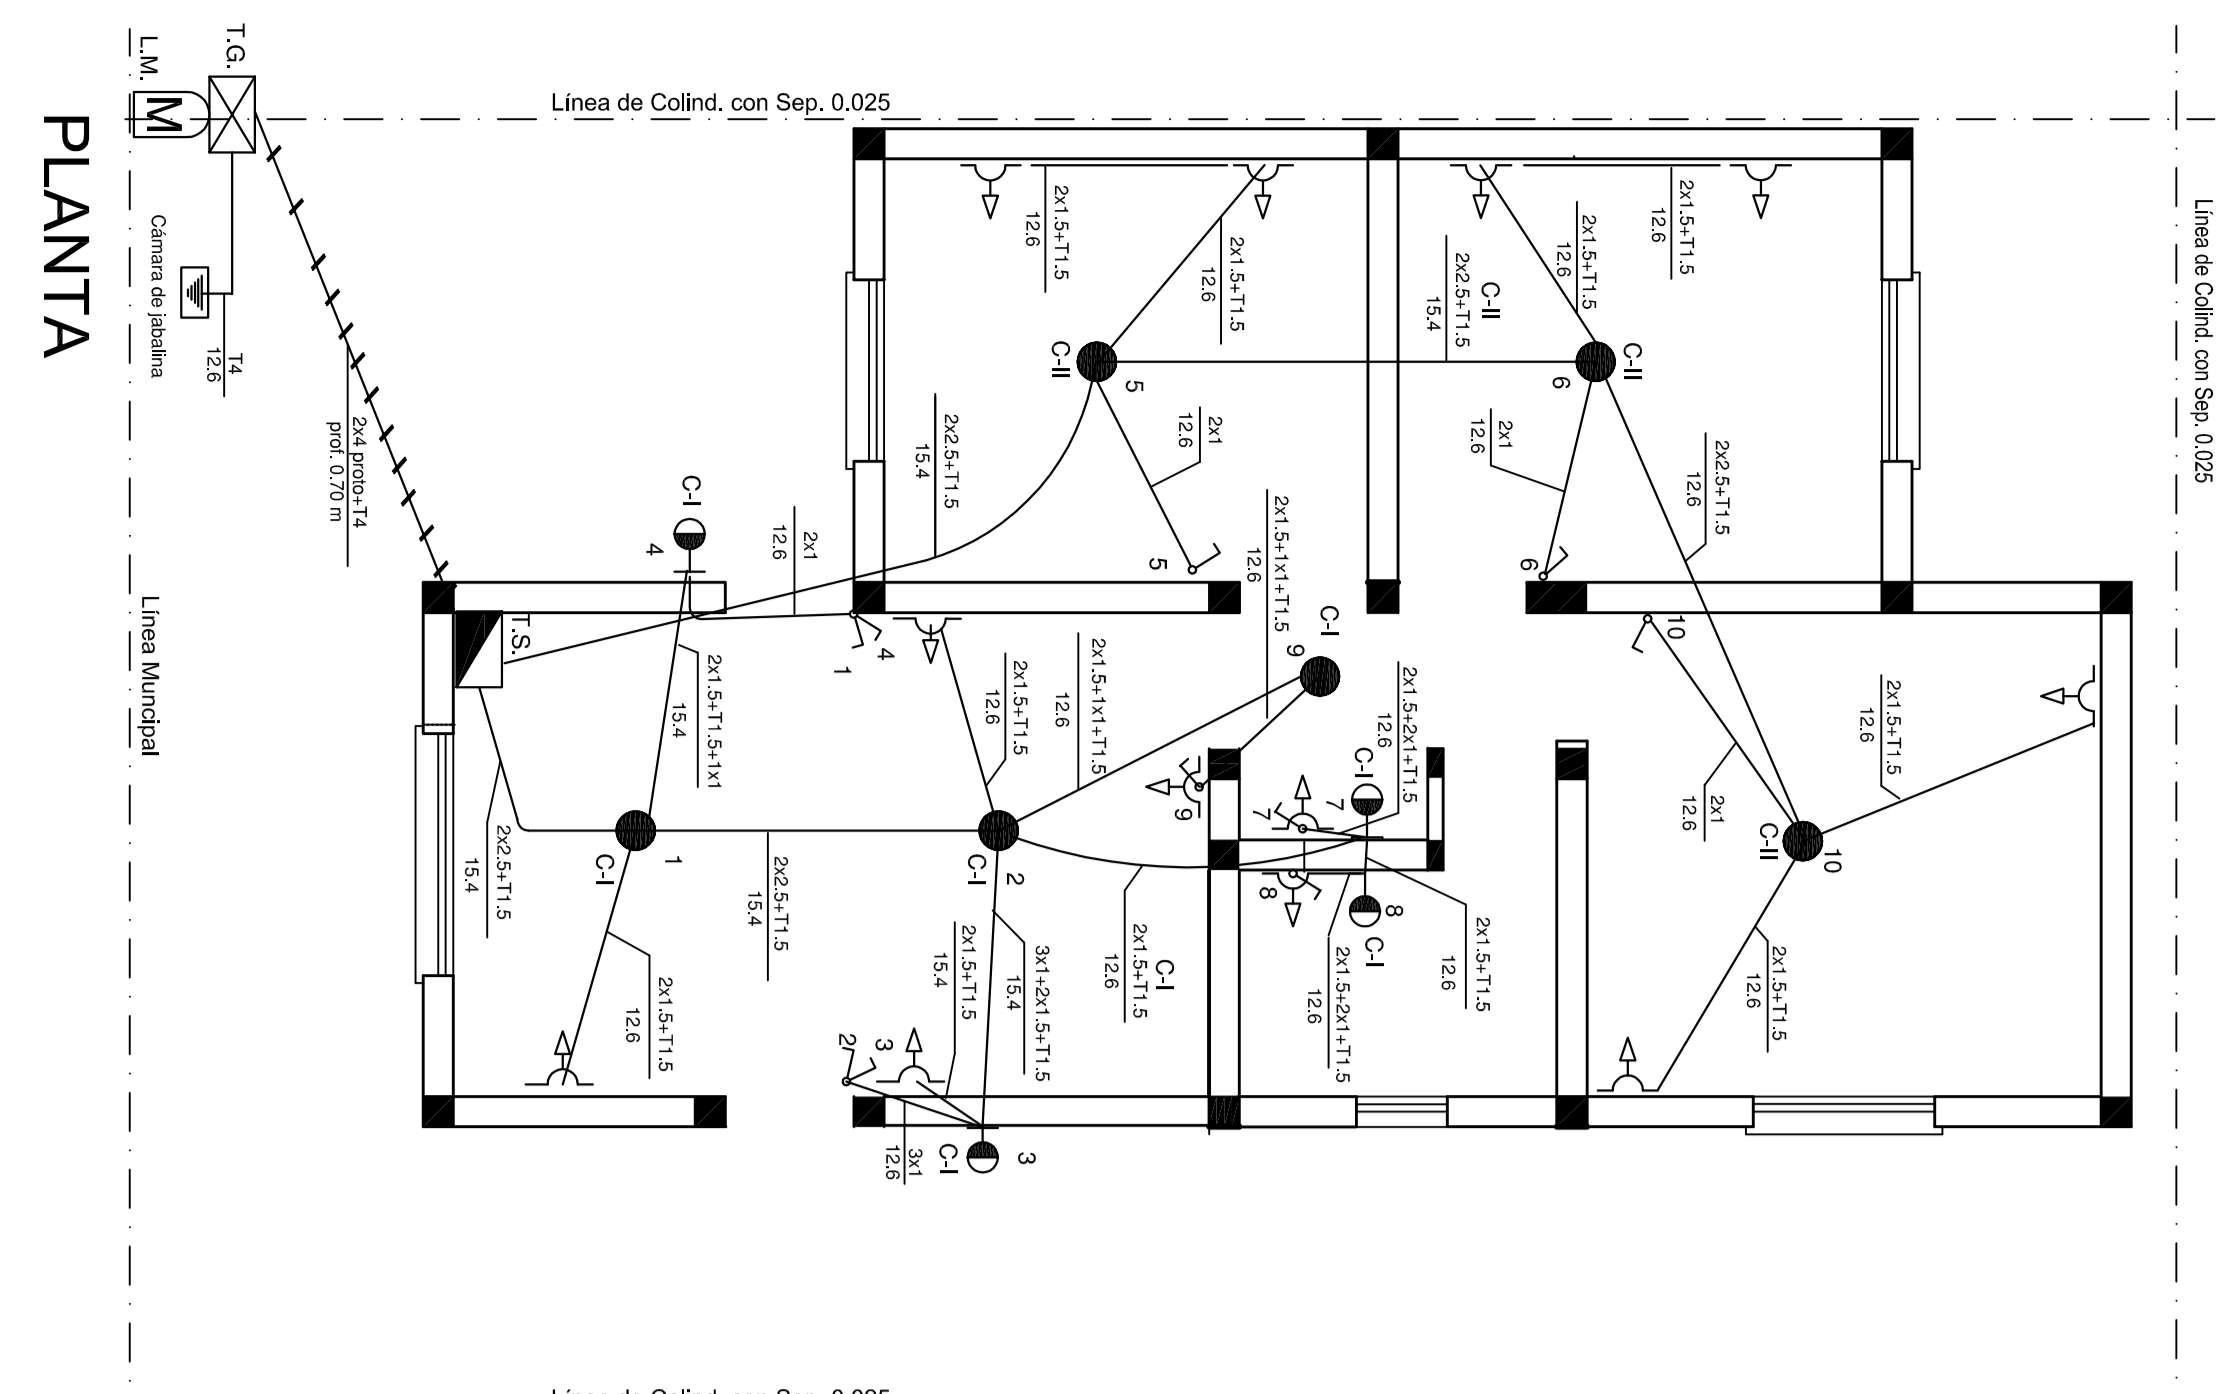 PLANTA
T.G.
L.M.
M
Cámara de jabalina
T4
12.6
2x4 proto+T4
prof. 0.70 m
Línea Muncipal
Línea de Colind. con Sep. 0.025
Línea de Colind. con Sep. 0.025
2x1.5+T1.5
12.6
2x1.5+T1.5
12.6
2x1.5+T1.5
12.6
2x1.5+T1.5
12.6
C-II
2x2.5+T1.5
15.4
C-II
5
C-II
6
2x1
12.6
5
2x1
12.6
6
2x2.5+T1.5
12.6
2x2.5+T1.5
15.4
C-I
4
2x1
12.6
2x1.5+1x1+T1.5
12.6
T.S.
2x1.5+T1.5+1x1
15.4
1
4
2x1.5+T1.5
12.6
2x1.5+1x1+T1.5
12.6
C-I
9
2x1.5+2x1+T1.5
12.6
10
2x1
12.6
2x1.5+T1.5
12.6
9
7
C-I
7
8
8
C-I
C-II
10
2x2.5+T1.5
15.4
C-I
1
2x2.5+T1.5
15.4
C-I
2
C-I
2x1.5+T1.5
12.6
2x1.5+2x1+T1.5
12.6
2x1.5+T1.5
12.6
2x1.5+T1.5
12.6
2x1.5+T1.5
12.6
2x1.5+T1.5
15.4
3x1+2x1.5+T1.5
15.4
2
3
3x1
12.6
C-I
3